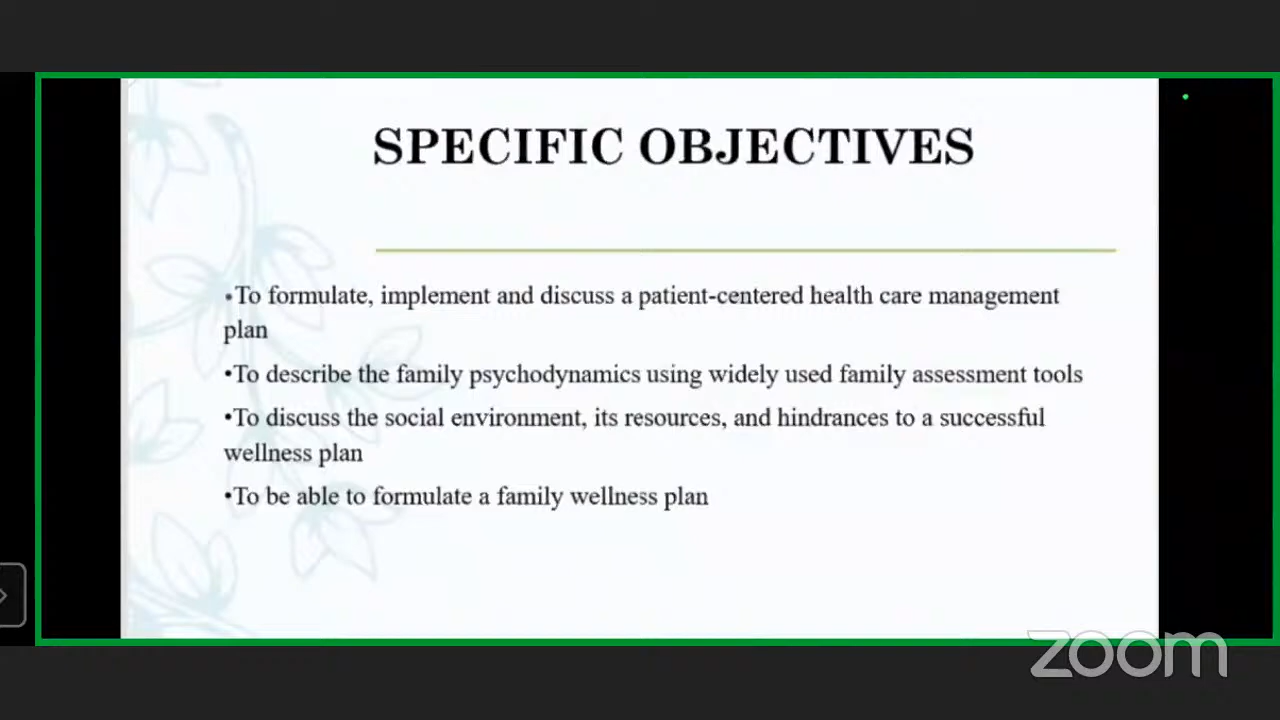 SPECIFIC OBJECTIVES
•To formulate, implement and discuss a patient-centered health care management
plan
•To describe the family psychodynamics using widely used family assessment tools
•To discuss the social environment, its resources, and hindrances to a successful
wellness plan
•To be able to formulate a family wellness plan
zoom